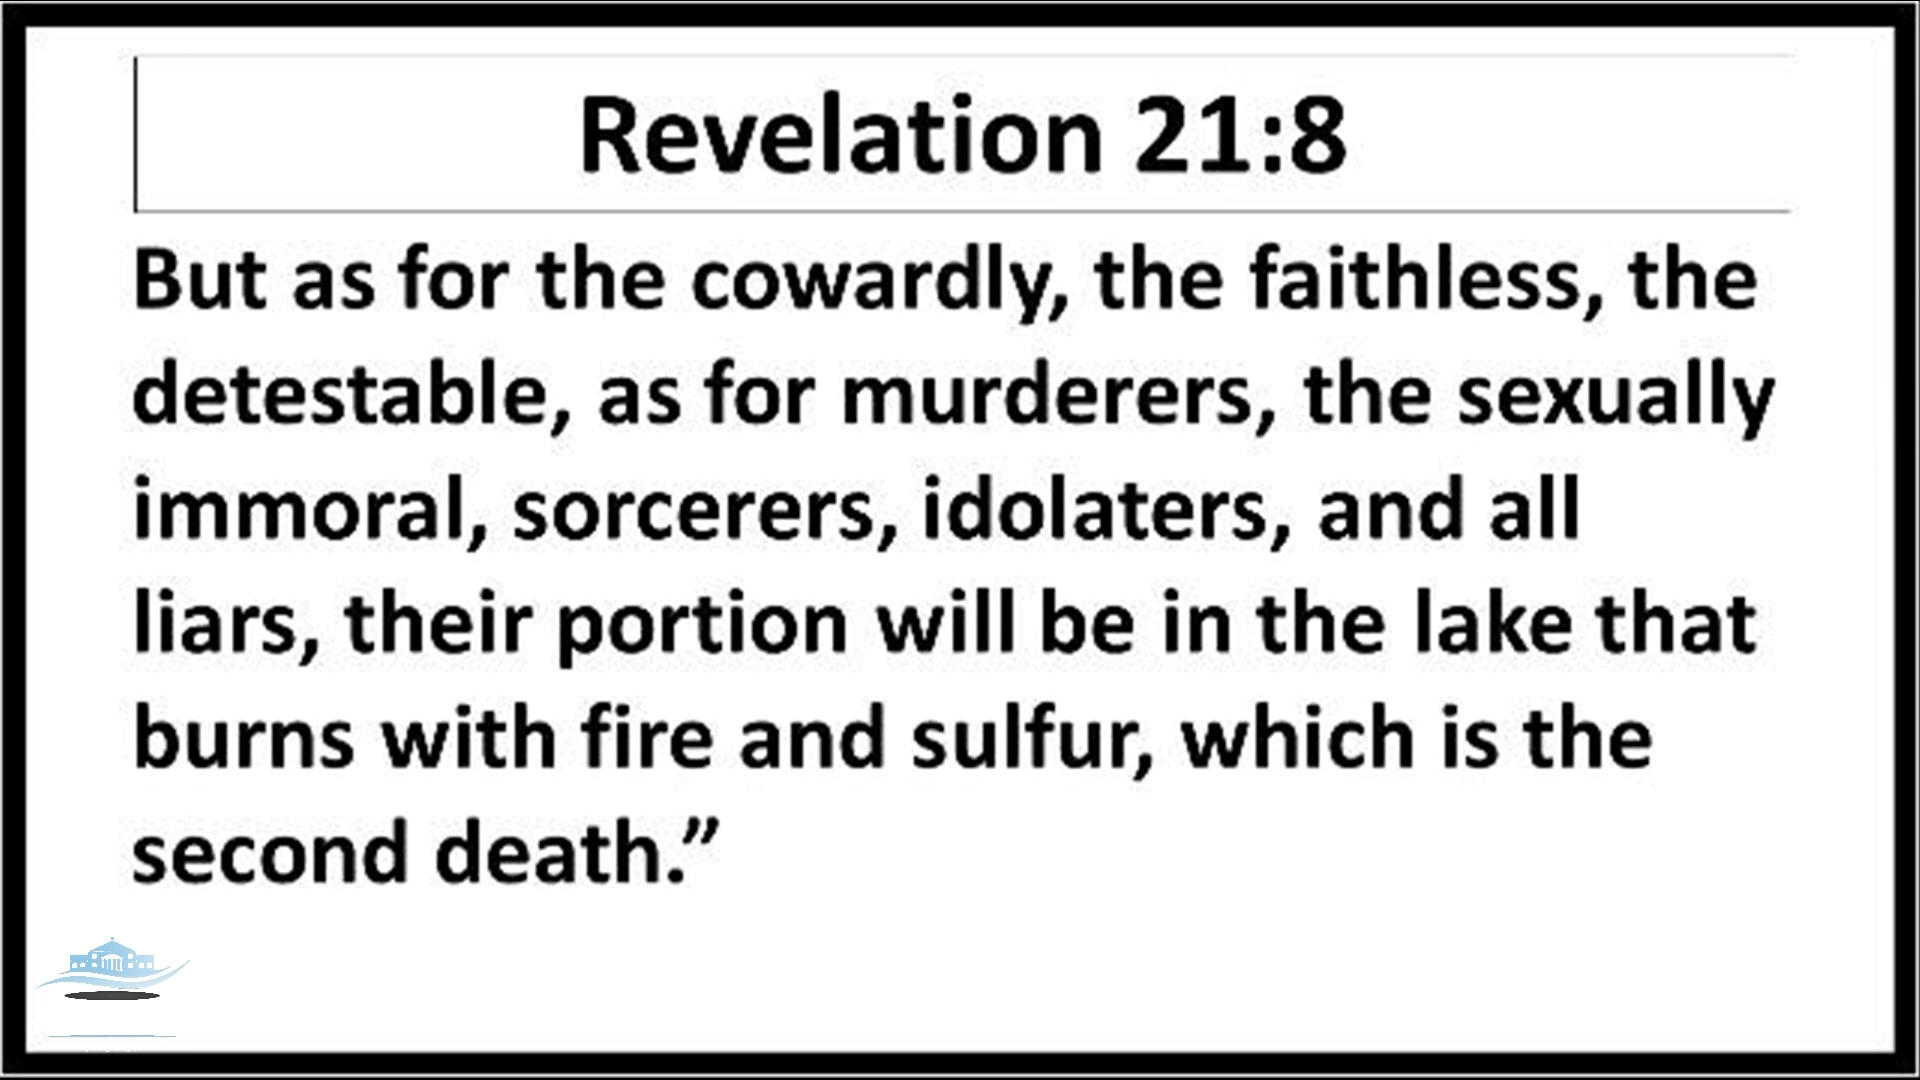 Revelation 21:8
But as for the cowardly, the faithless, the
detestable, as for murderers, the sexually
immoral, sorcerers, idolaters, and all
liars, their portion will be in the lake that
burns with fire and sulfur, which is the
second death.”